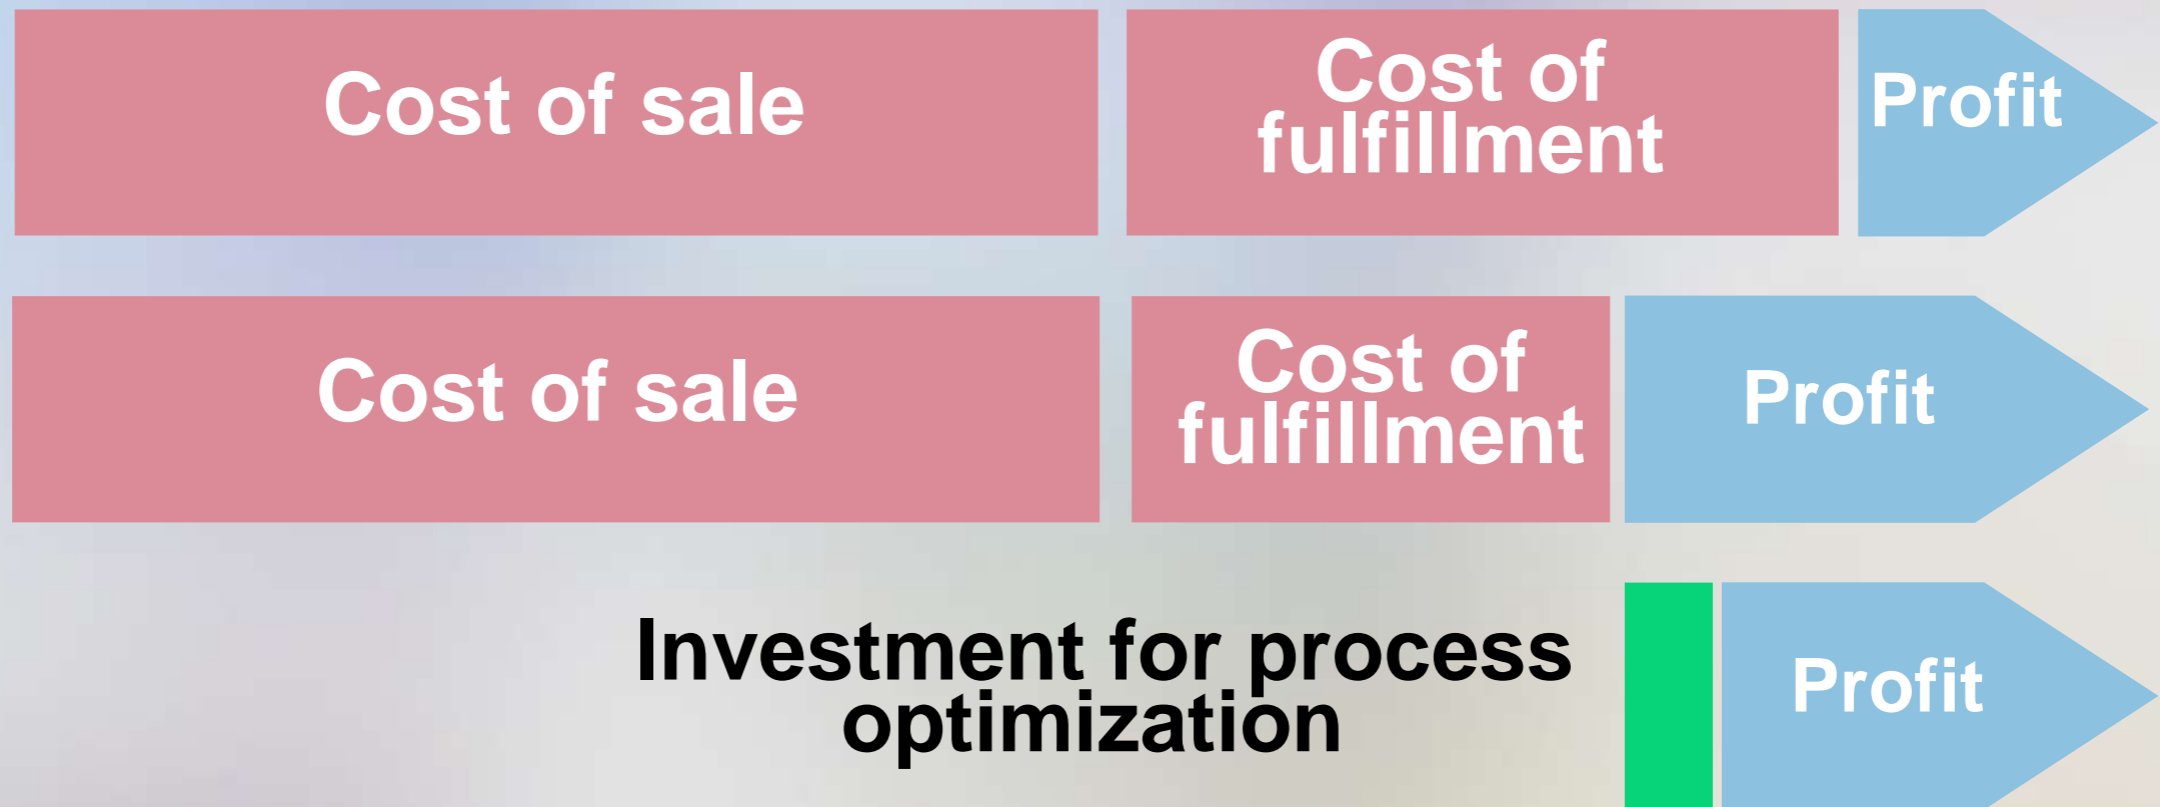 Cost of sale
Cost of
fulfillment
Profit
Cost of sale
Cost of
fulfillment
Profit
Investment for process
optimization
Profit